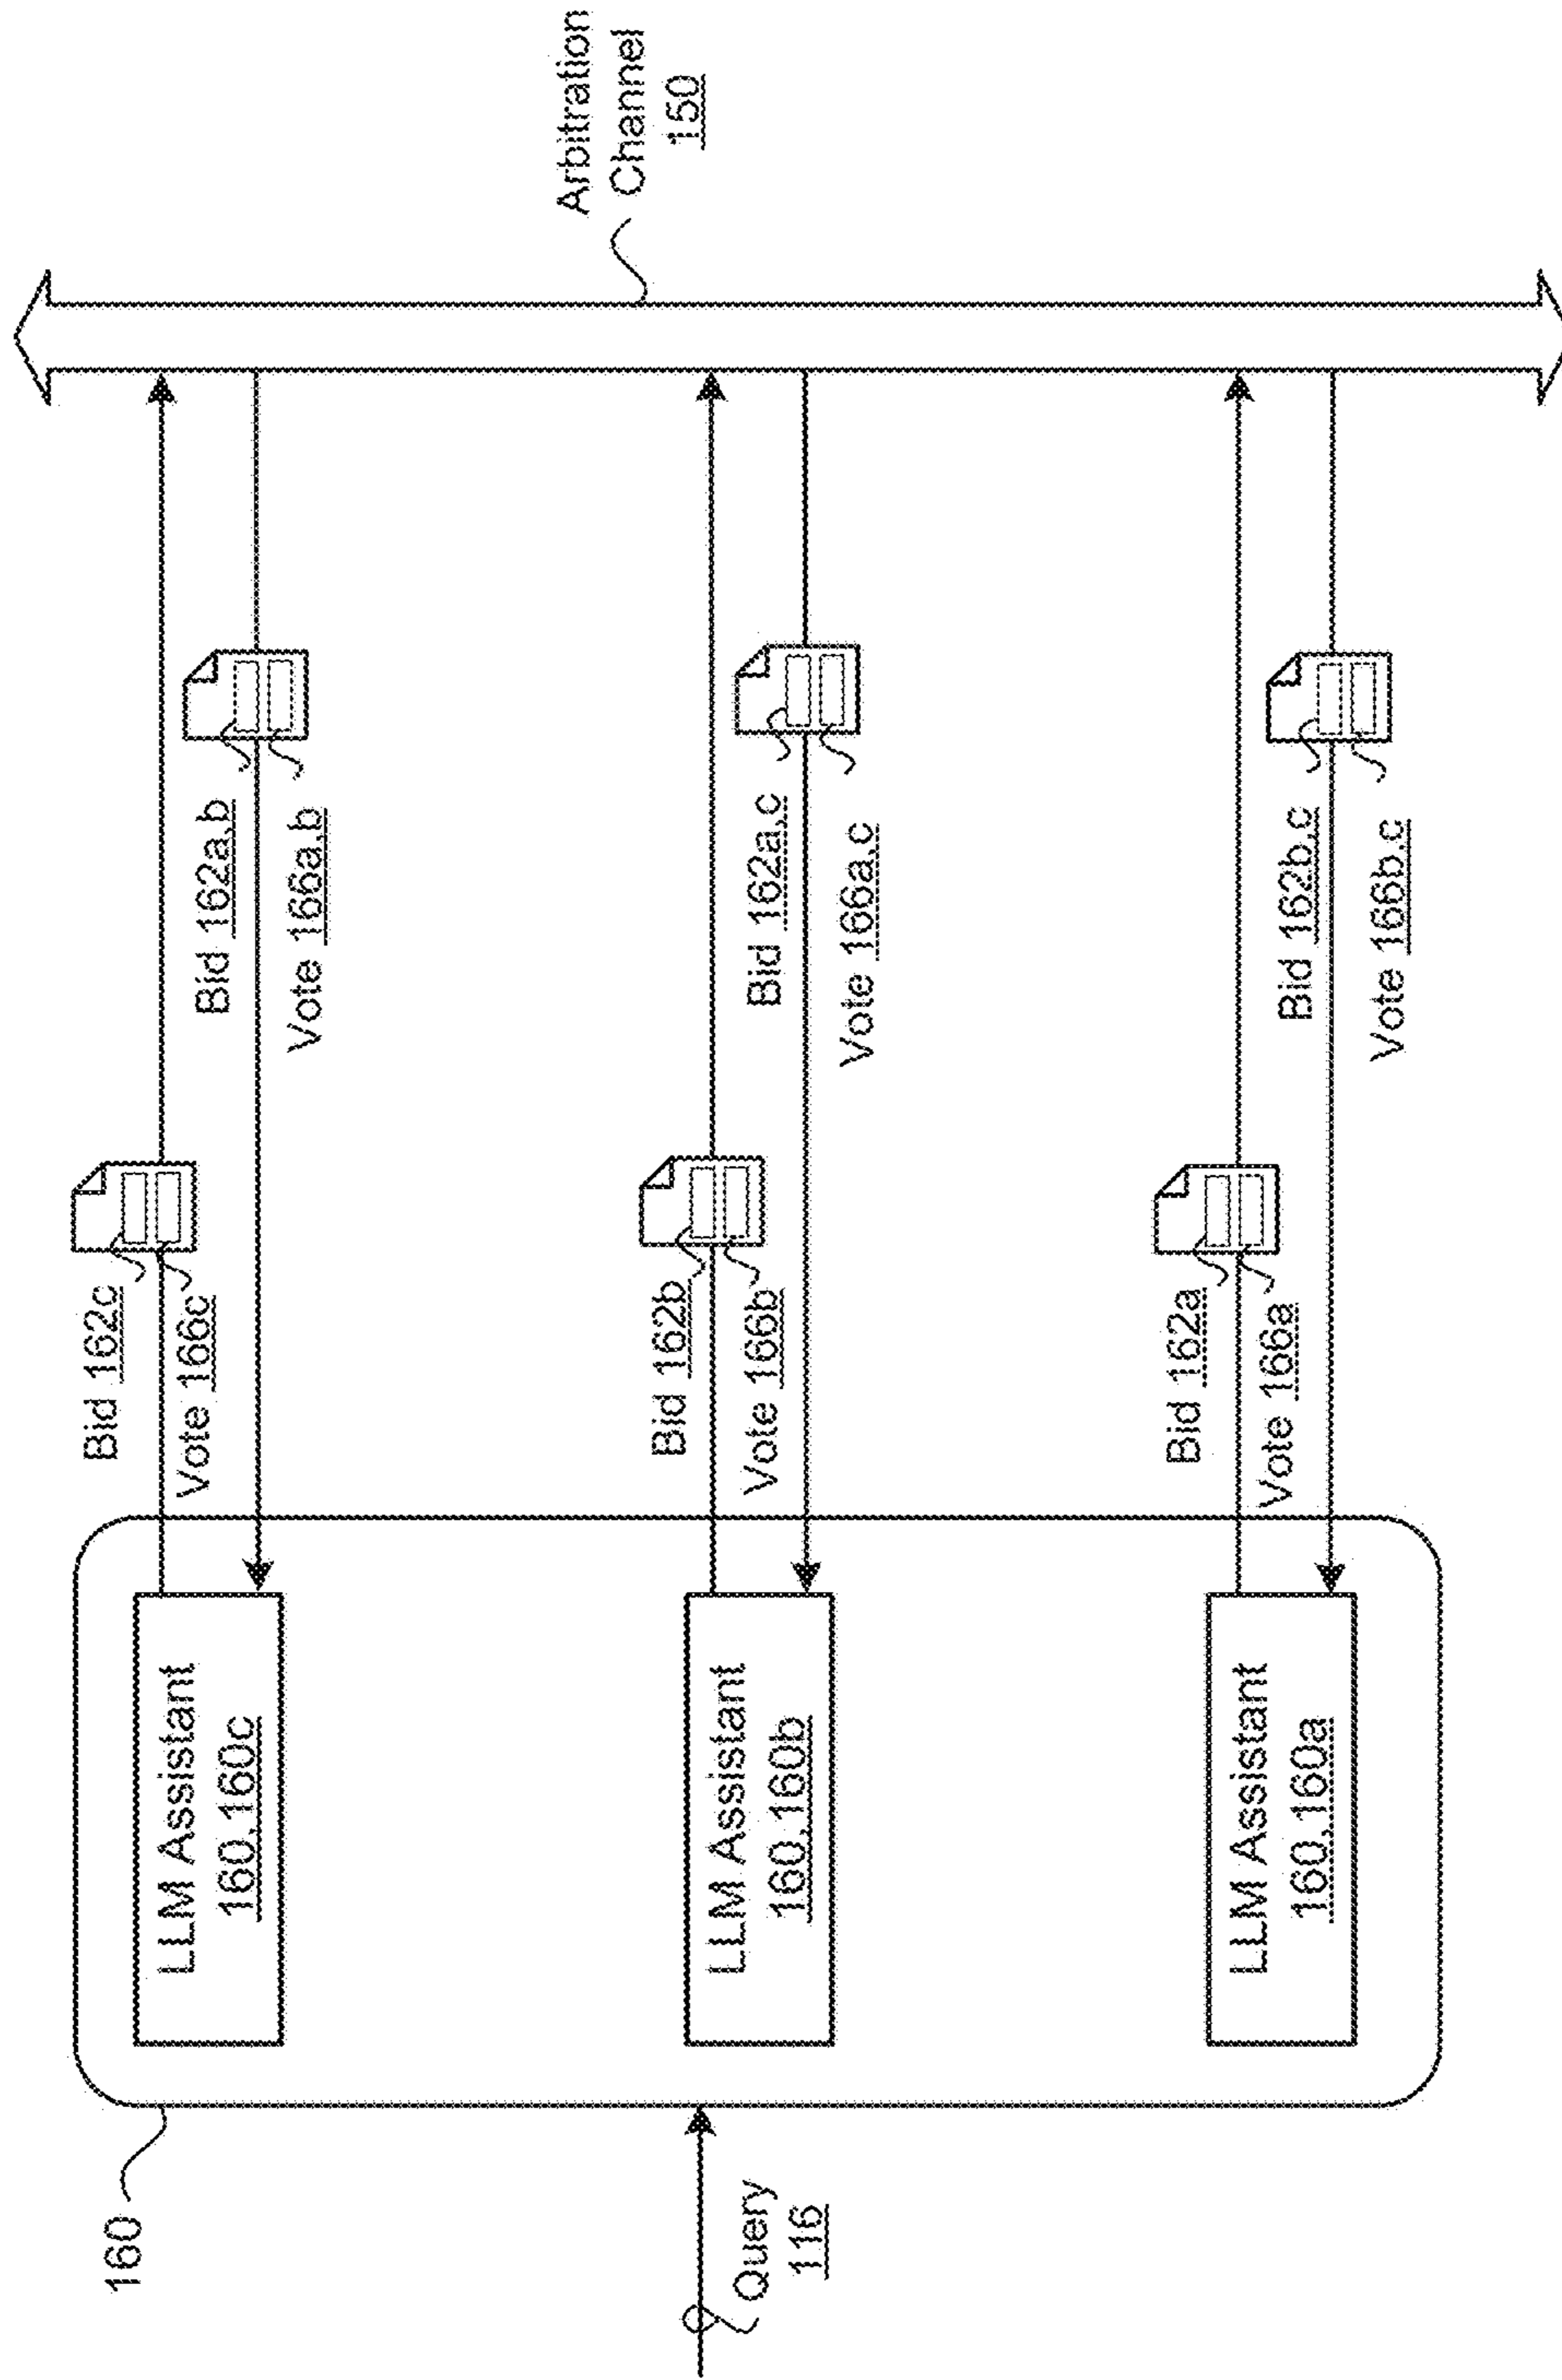 160
LLM Assistant
160,160c
Bid 162c
Vote 166c
Bid 162a,b
Vote 166a,b
Arbitration
Channel
150
Query
116
LLM Assistant
160,160b
Bid 162b
Vote 166b
Bid 162a,c
Vote 166a,c
LLM Assistant
160,160a
Bid 162a
Vote 166a
Bid 162b,c
Vote 166b,c